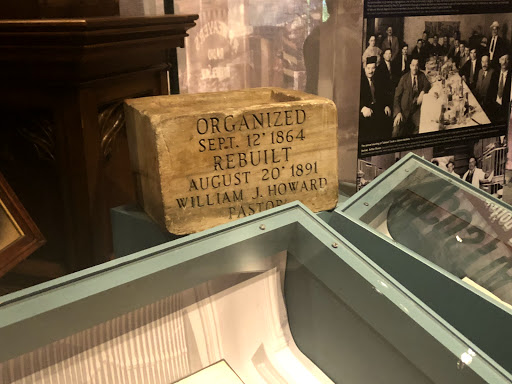 ORGANIZED
SEPT. 12' 1864
REBUILT
AUGUST 20' 1891
WILLIAM J. HOWARD
PASTOR